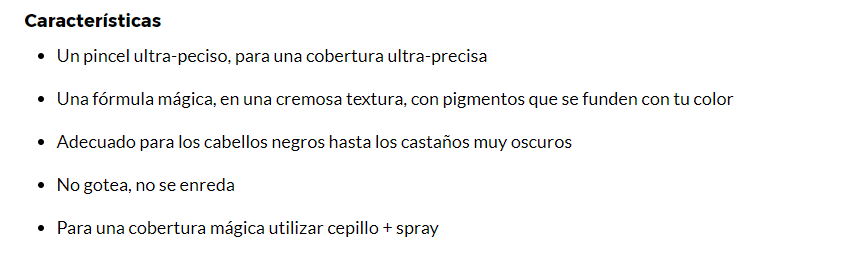 Características
• Un pincel ultra-peciso, para una cobertura ultra-precisa
• Una fórmula mágica, en una cremosa textura, con pigmentos que se funden con tu color
• Adecuado para los cabellos negros hasta los castaños muy oscuros
• No gotea, no se enreda
• Para una cobertura mágica utilizar cepillo + spray